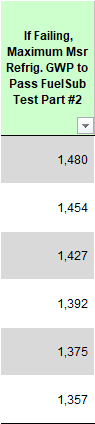 If Failing,
Maximum Msr
Refrig. GWP to
Pass FuelSub
Test Part #2
1,480
1,454
1,427
1,392
1,375
1,357